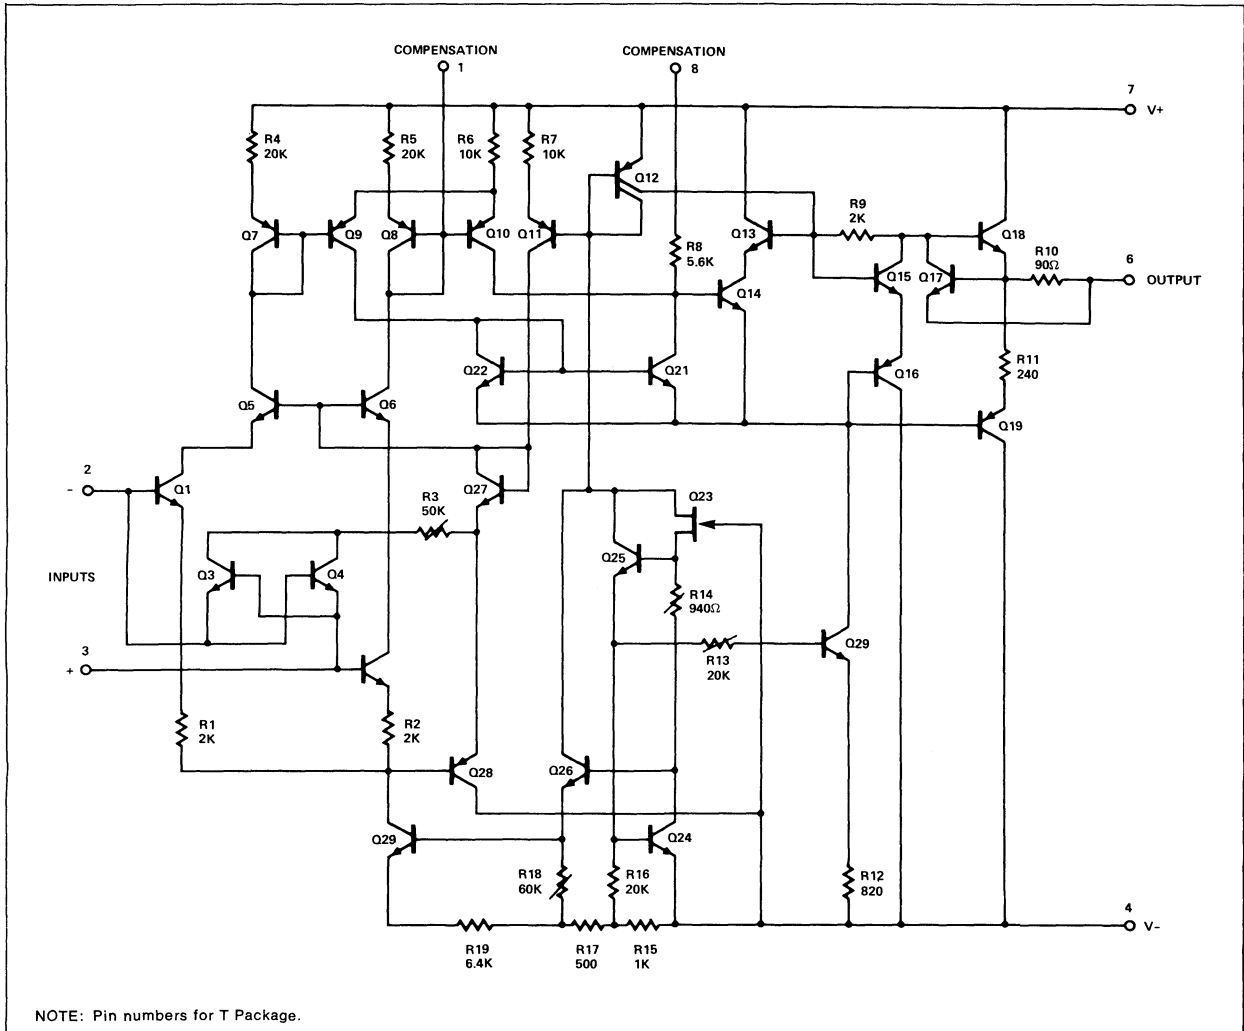 COMPENSATION
1
COMPENSATION
8
7
V+
R4
20K
R5
20K
R6
10K
R7
10K
Q12
R9
2K
Q7
Q9
Q8
Q10
Q11
R8
5.6K
Q13
Q18
R10
90Ω
6
OUTPUT
Q14
Q15
Q17
R11
240
Q22
Q21
Q16
Q5
Q6
Q19
2
-
Q1
R3
50K
Q27
Q23
Q25
INPUTS
Q3
Q4
R14
940Ω
3
+
R13
20K
Q29
R1
2K
R2
2K
Q28
Q26
Q29
Q24
R18
60K
R16
20K
R12
820
4
V-
R19
6.4K
R17
500
R15
1K
NOTE: Pin numbers for T Package.